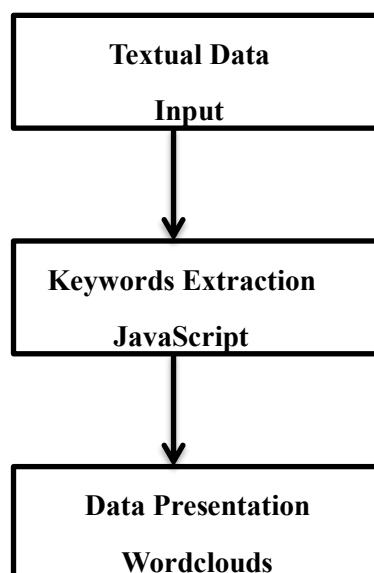 Textual Data
Input
Keywords Extraction
JavaScript
Data Presentation
Wordclouds